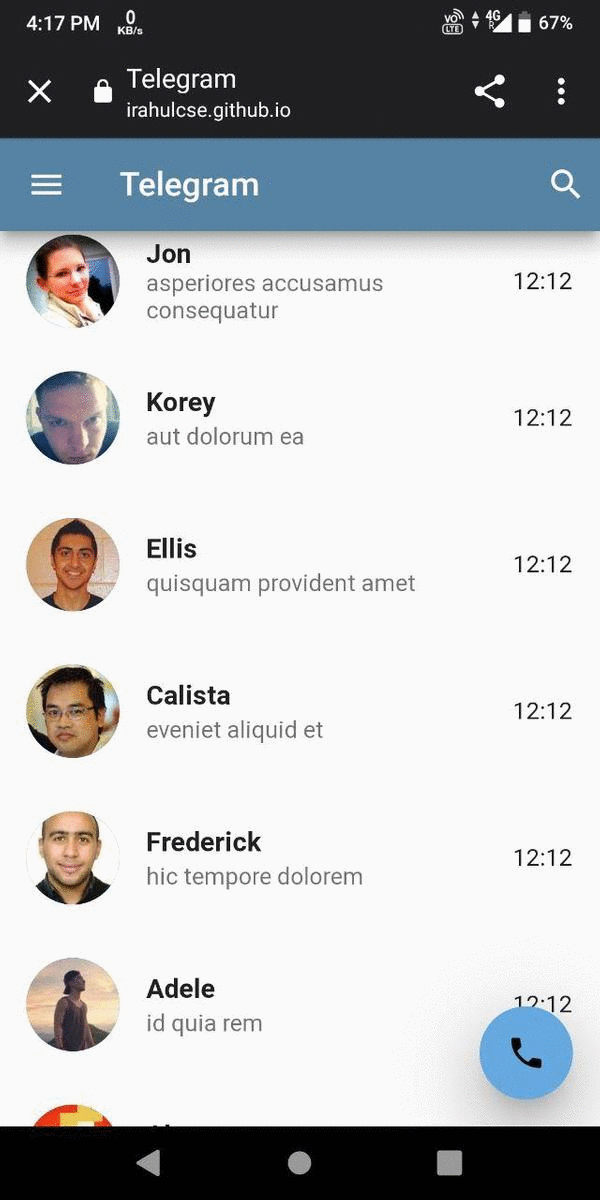 4:17 PM 0 KB/s VO LTE 4G R 67%
Telegram
irahulcse.github.io
Telegram
Jon
asperiores accusamus
consequatur
12:12
Korey
aut dolorum ea
12:12
Ellis
quisquam provident amet
12:12
Calista
eveniet aliquid et
12:12
Frederick
hic tempore dolorem
12:12
Adele
id quia rem
12:12